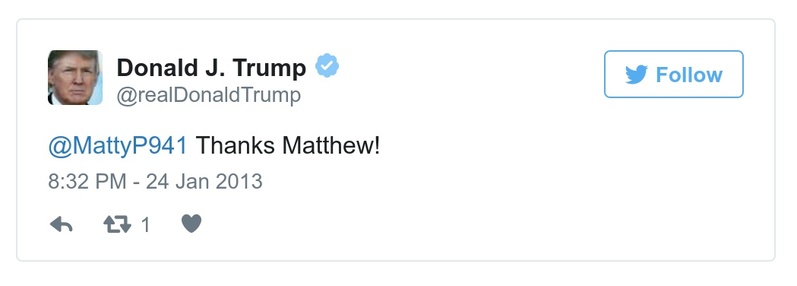 Donald J. Trump
@realDonaldTrump
Follow
@MattyP941 Thanks Matthew!
8:32 PM - 24 Jan 2013
1